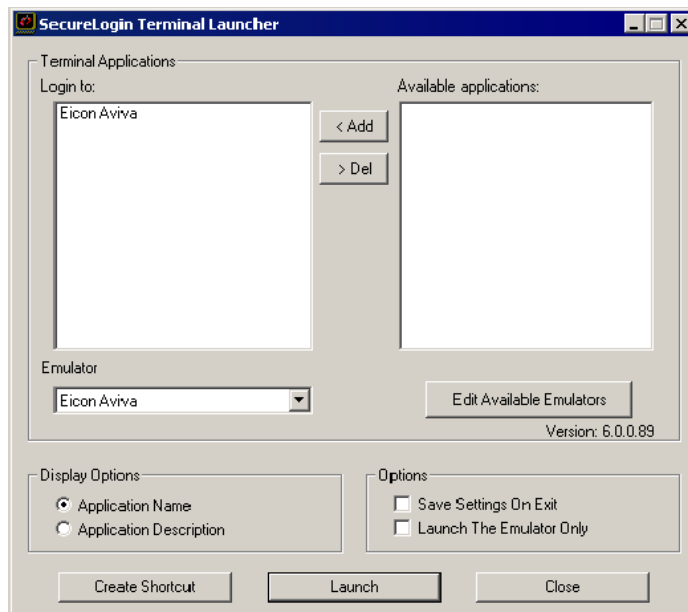 SecureLogin Terminal Launcher
Terminal Applications
Login to:
Available applications:
Eicon Aviva
< Add
> Del
Emulator
Eicon Aviva
Edit Available Emulators
Version: 6.0.0.89
Display Options
Options
Application Name
Save Settings On Exit
Application Description
Launch The Emulator Only
Create Shortcut
Launch
Close